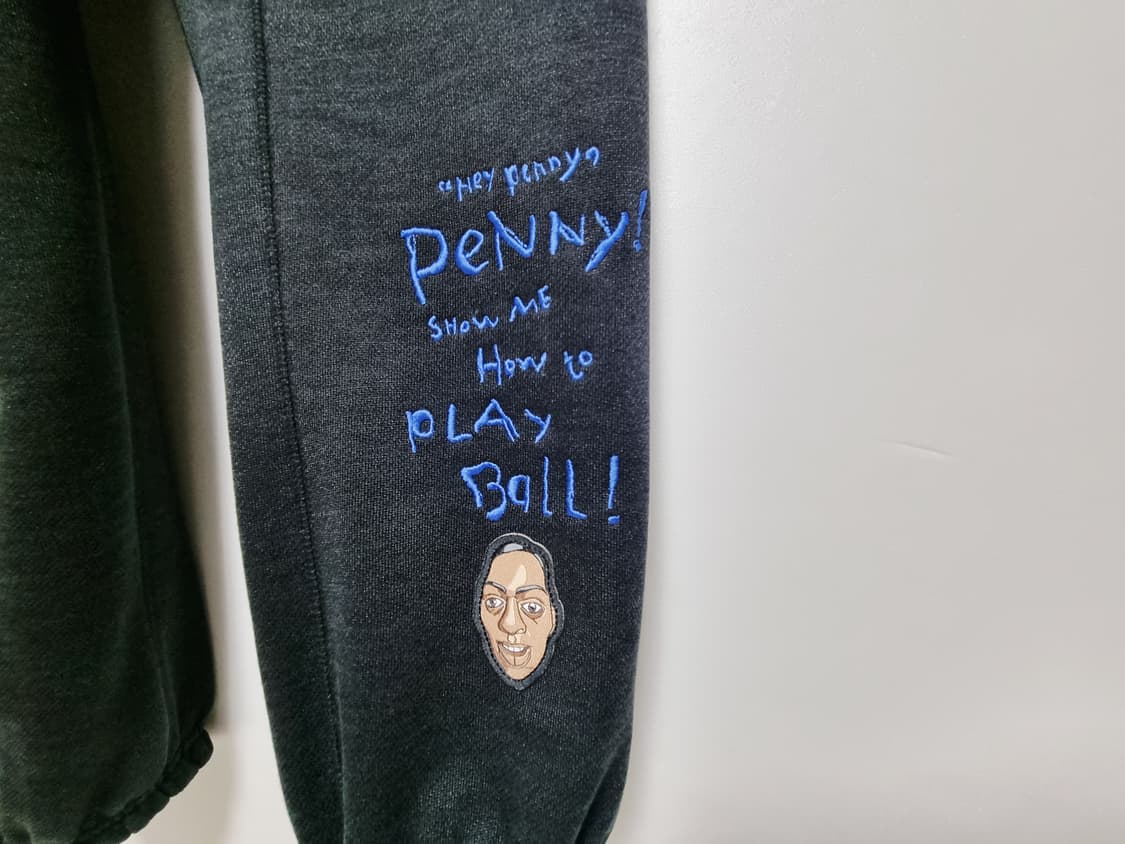 "Hey penny"
PeNNy!
SHOW ME
How to
pLAy
BaLL!